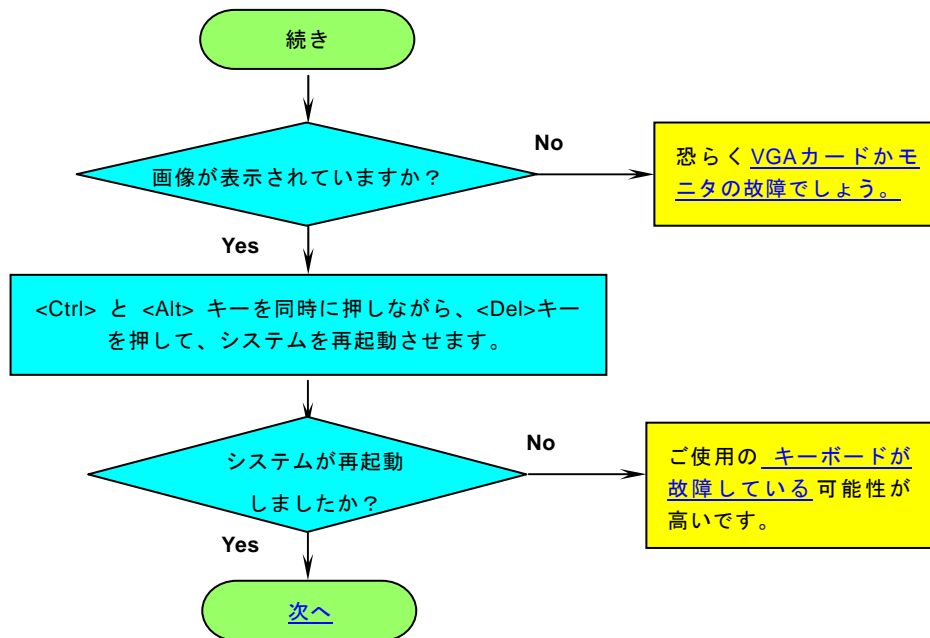 続き
画像が表示されていますか？
No
恐らく VGAカードかモ
ニタの故障でしょう。
Yes
<Ctrl> と <Alt> キーを同時に押しながら、<Del>キー
を押して、システムを再起動させます。
システムが再起動
しましたか？
No
ご使用の キーボードが
故障している 可能性が
高いです。
Yes
次へ